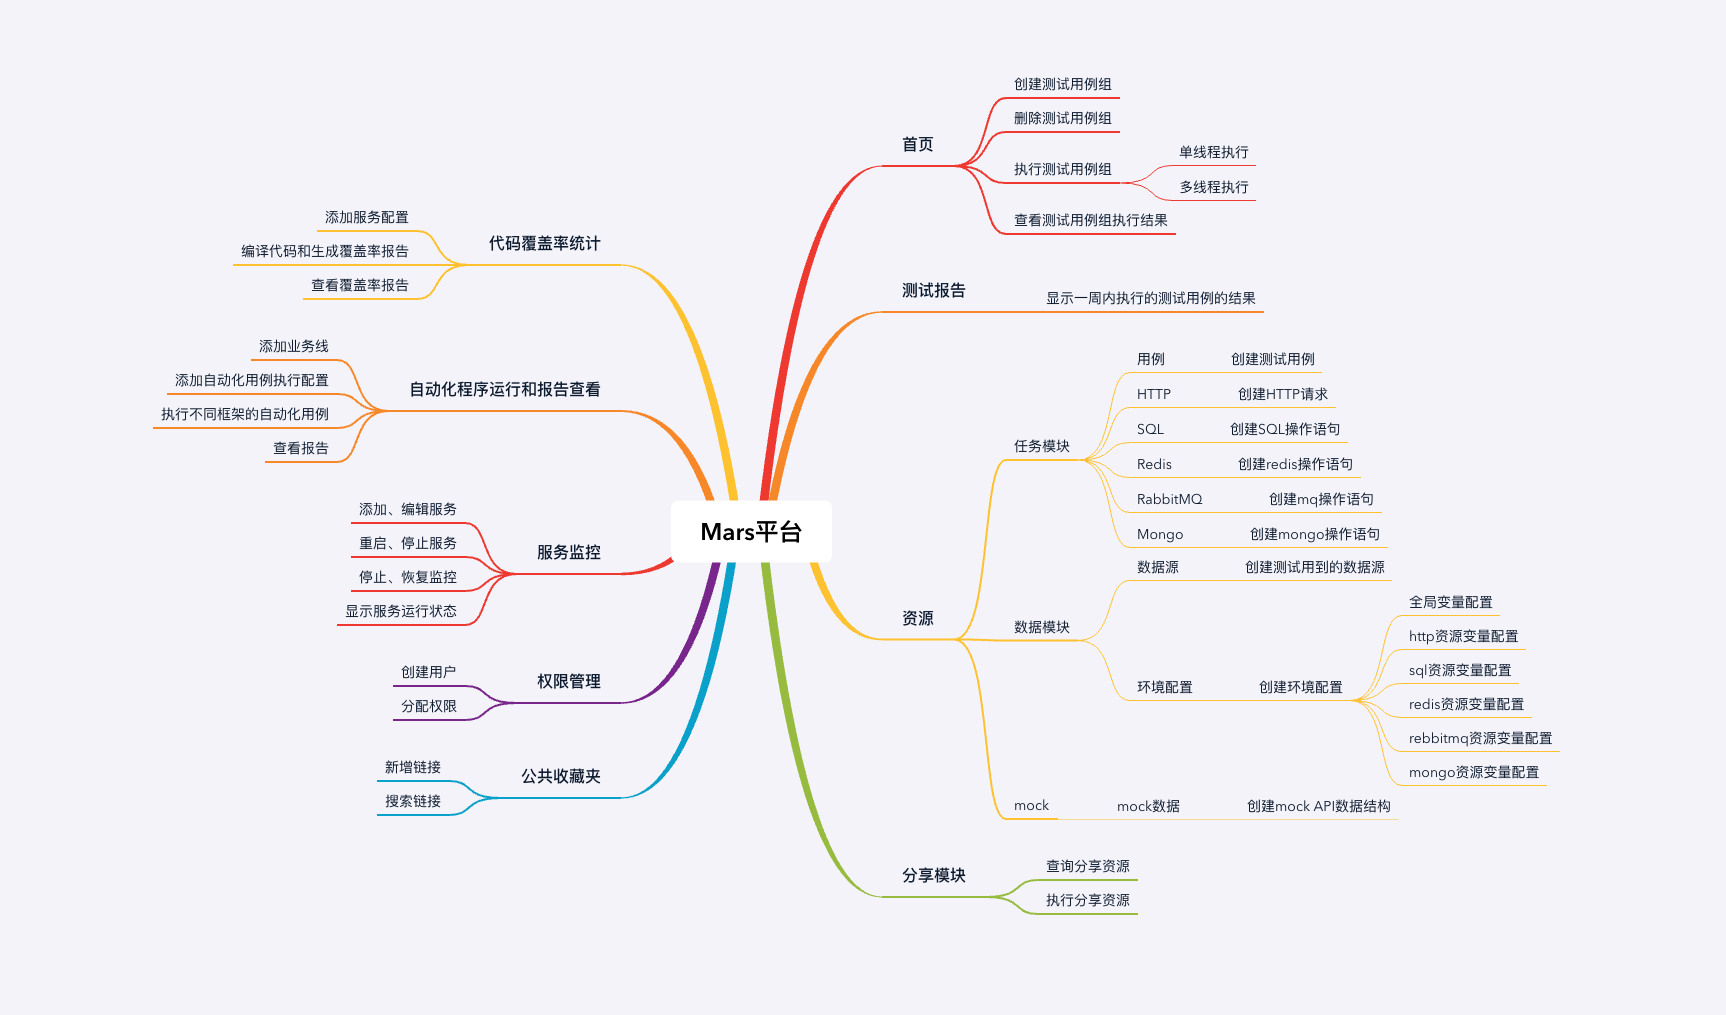 Mars平台
首页
创建测试用例组
删除测试用例组
执行测试用例组
单线程执行
多线程执行
查看测试用例组执行结果
测试报告
显示一周内执行的测试用例的结果
资源
任务模块
用例
创建测试用例
HTTP
创建HTTP请求
SQL
创建SQL操作语句
Redis
创建redis操作语句
RabbitMQ
创建mq操作语句
Mongo
创建mongo操作语句
数据模块
数据源
创建测试用到的数据源
环境配置
创建环境配置
全局变量配置
http资源变量配置
sql资源变量配置
redis资源变量配置
rebbitmq资源变量配置
mongo资源变量配置
mock
mock数据
创建mock API数据结构
分享模块
查询分享资源
执行分享资源
代码覆盖率统计
添加服务配置
编译代码和生成覆盖率报告
查看覆盖率报告
自动化程序运行和报告查看
添加业务线
添加自动化用例执行配置
执行不同框架的自动化用例
查看报告
服务监控
添加、编辑服务
重启、停止服务
停止、恢复监控
显示服务运行状态
权限管理
创建用户
分配权限
公共收藏夹
新增链接
搜索链接